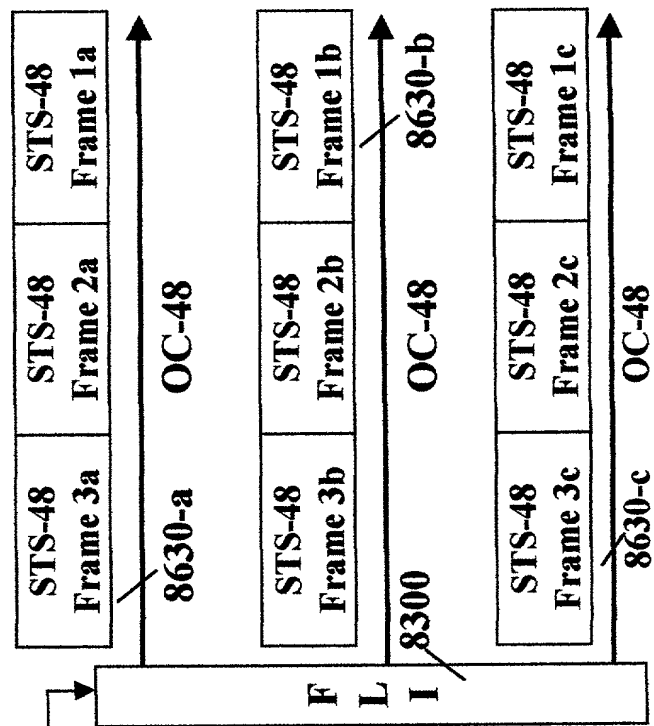 STS-48
Frame 3a
STS-48
Frame 2a
STS-48
Frame 1a
8630-a
OC-48
STS-48
Frame 3b
STS-48
Frame 2b
STS-48
Frame 1b
8300
OC-48
8630-b
STS-48
Frame 3c
STS-48
Frame 2c
STS-48
Frame 1c
8630-c
OC-48
F L I